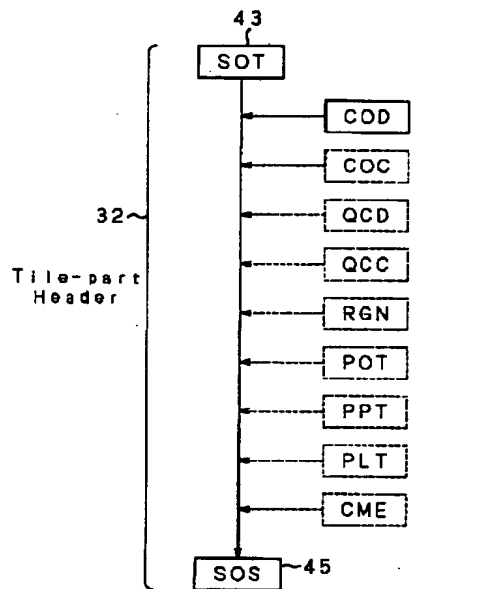 43
SOT
COD
COC
32
QCD
QCC
Tile-part
Header
RGN
POT
PPT
PLT
CME
SOS
45